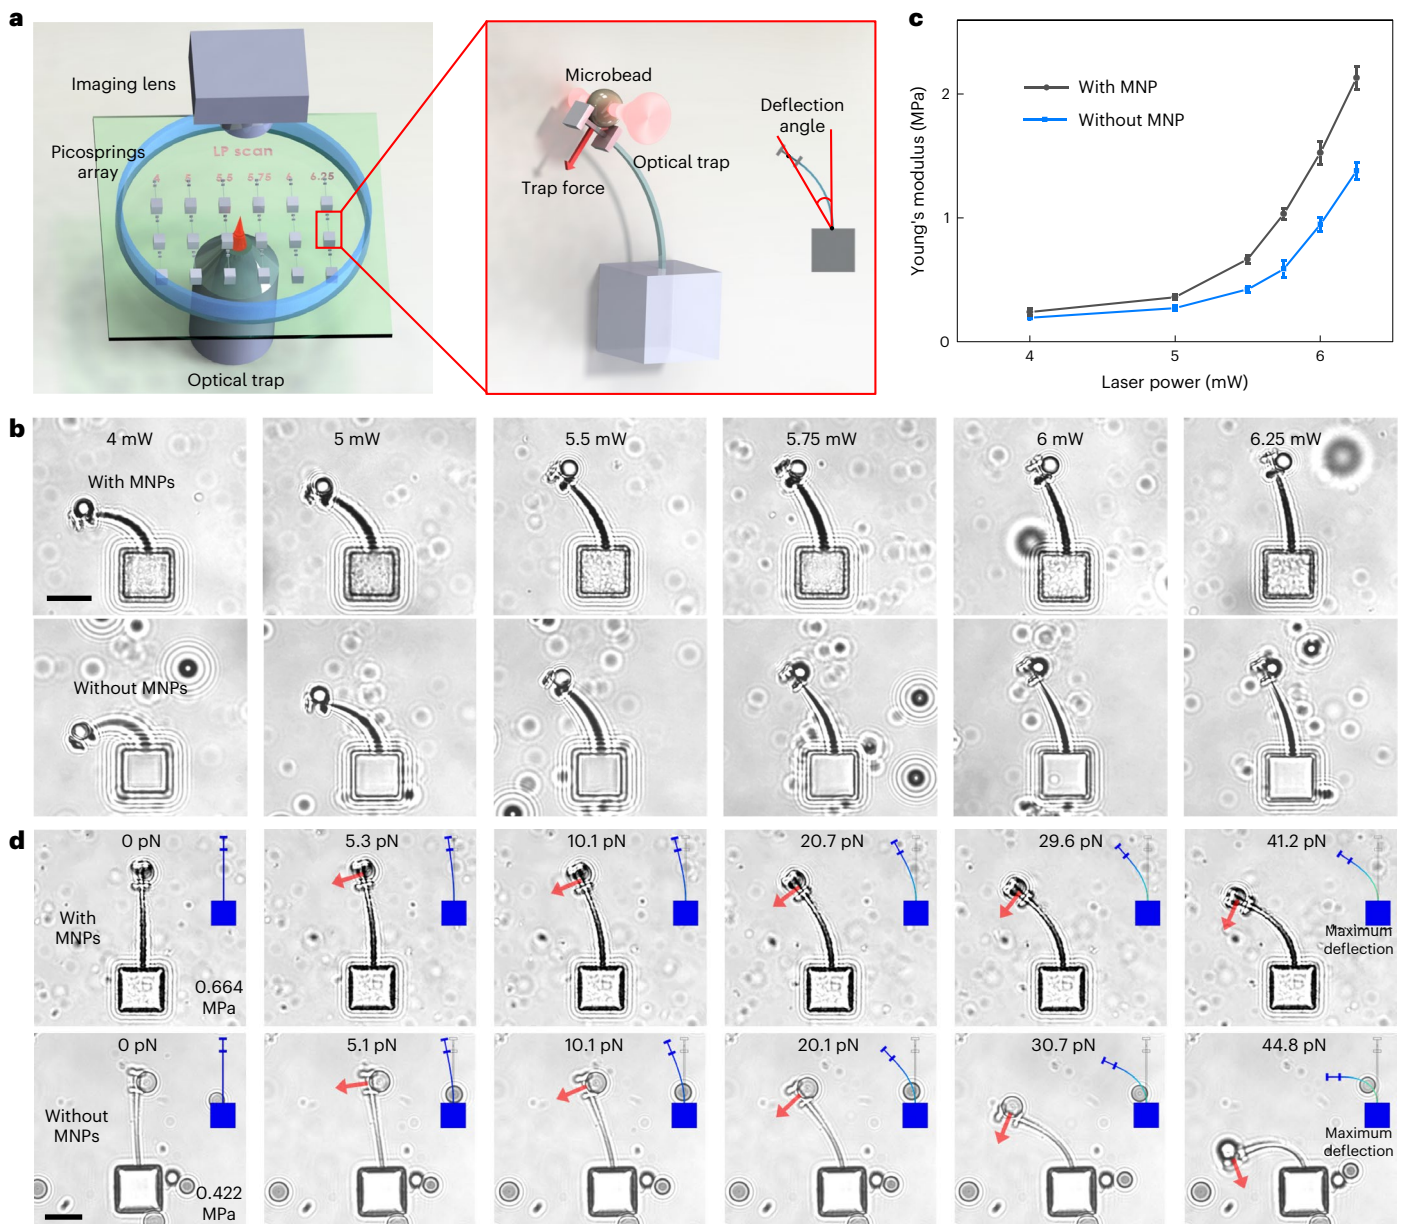 a
Imaging lens
Picosprings
array
LP scan
4 5 5.5 5.75 6 6.25
Optical trap
Microbead
Deflection
angle
Optical trap
Trap force
c
Young's modulus (MPa)
2
1
0
With MNP
Without MNP
4 5 6
Laser power (mW)
b
4 mW
5 mW
5.5 mW
5.75 mW
6 mW
6.25 mW
With MNPs
Without MNPs
d
0 pN
5.3 pN
10.1 pN
20.7 pN
29.6 pN
41.2 pN
With
MNPs
0.664
MPa
Maximum
deflection
0 pN
5.1 pN
10.1 pN
20.1 pN
30.7 pN
44.8 pN
Without
MNPs
0.422
MPa
Maximum
deflection